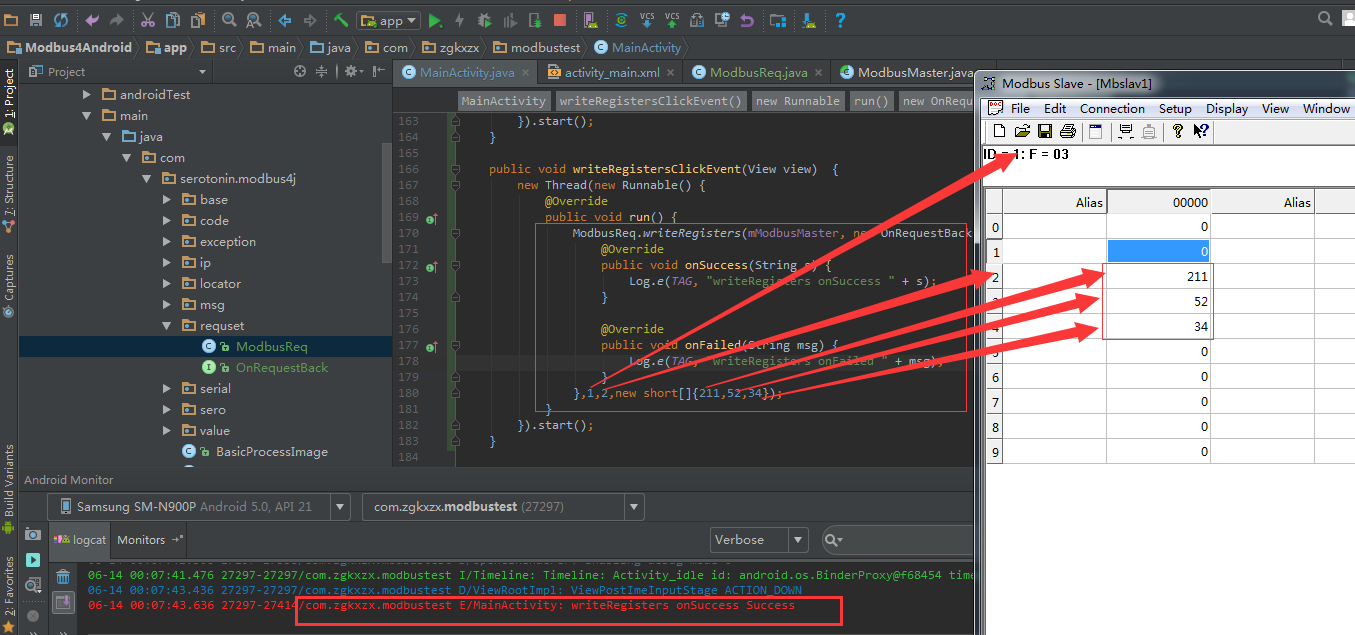 app
VCS VCS
Modbus4Android app src main java com zgkxzx modbustest MainActivity
Project
MainActivity.java activity_main.xml ModbusReq.java ModbusMaster.java
MainActivity writeRegistersClickEvent() new Runnable run() new OnRequ
1: Project
7: Structure
Captures
Build Variants
2: Favorites
androidTest
main
java
com
serotonin.modbus4j
base
code
exception
ip
locator
msg
requset
ModbusReq
OnRequestBack
serial
sero
value
BasicProcessImage
163 }).start();
164 }
165
166 public void writeRegistersClickEvent(View view) {
167 new Thread(new Runnable() {
168 @Override
169 public void run() {
170 ModbusReq.writeRegisters(mModbusMaster, new OnRequestBack
171 @Override
172 public void onSuccess(String s) {
173 Log.e(TAG, "writeRegisters onSuccess " + s);
174 }
175
176 @Override
177 public void onFailed(String msg) {
178 Log.e(TAG, "writeRegisters onFailed " + msg);
179 }
180 },1,2,new short[]{211,52,34});
181 }
182 }).start();
183 }
184
Modbus Slave - [Mbslav1]
File Edit Connection Setup Display View Window
ID = 1: F = 03
Alias 00000 Alias
0 0
1 0
2 211
52
4 34
5 0
6 0
7 0
8 0
9 0
Android Monitor
Samsung SM-N900P Android 5.0, API 21 com.zgkxzx.modbustest (27297)
logcat Monitors Verbose
06-14 00:07:41.476 27297-27297/com.zgkxzx.modbustest I/Timeline: Timeline: Activity_idle id: android.os.BinderProxy@f68454 time
06-14 00:07:43.436 27297-27297/com.zgkxzx.modbustest D/ViewRootImpl: ViewPostImeInputStage ACTION_DOWN
06-14 00:07:43.636 27297-27414/com.zgkxzx.modbustest E/MainActivity: writeRegisters onSuccess Success